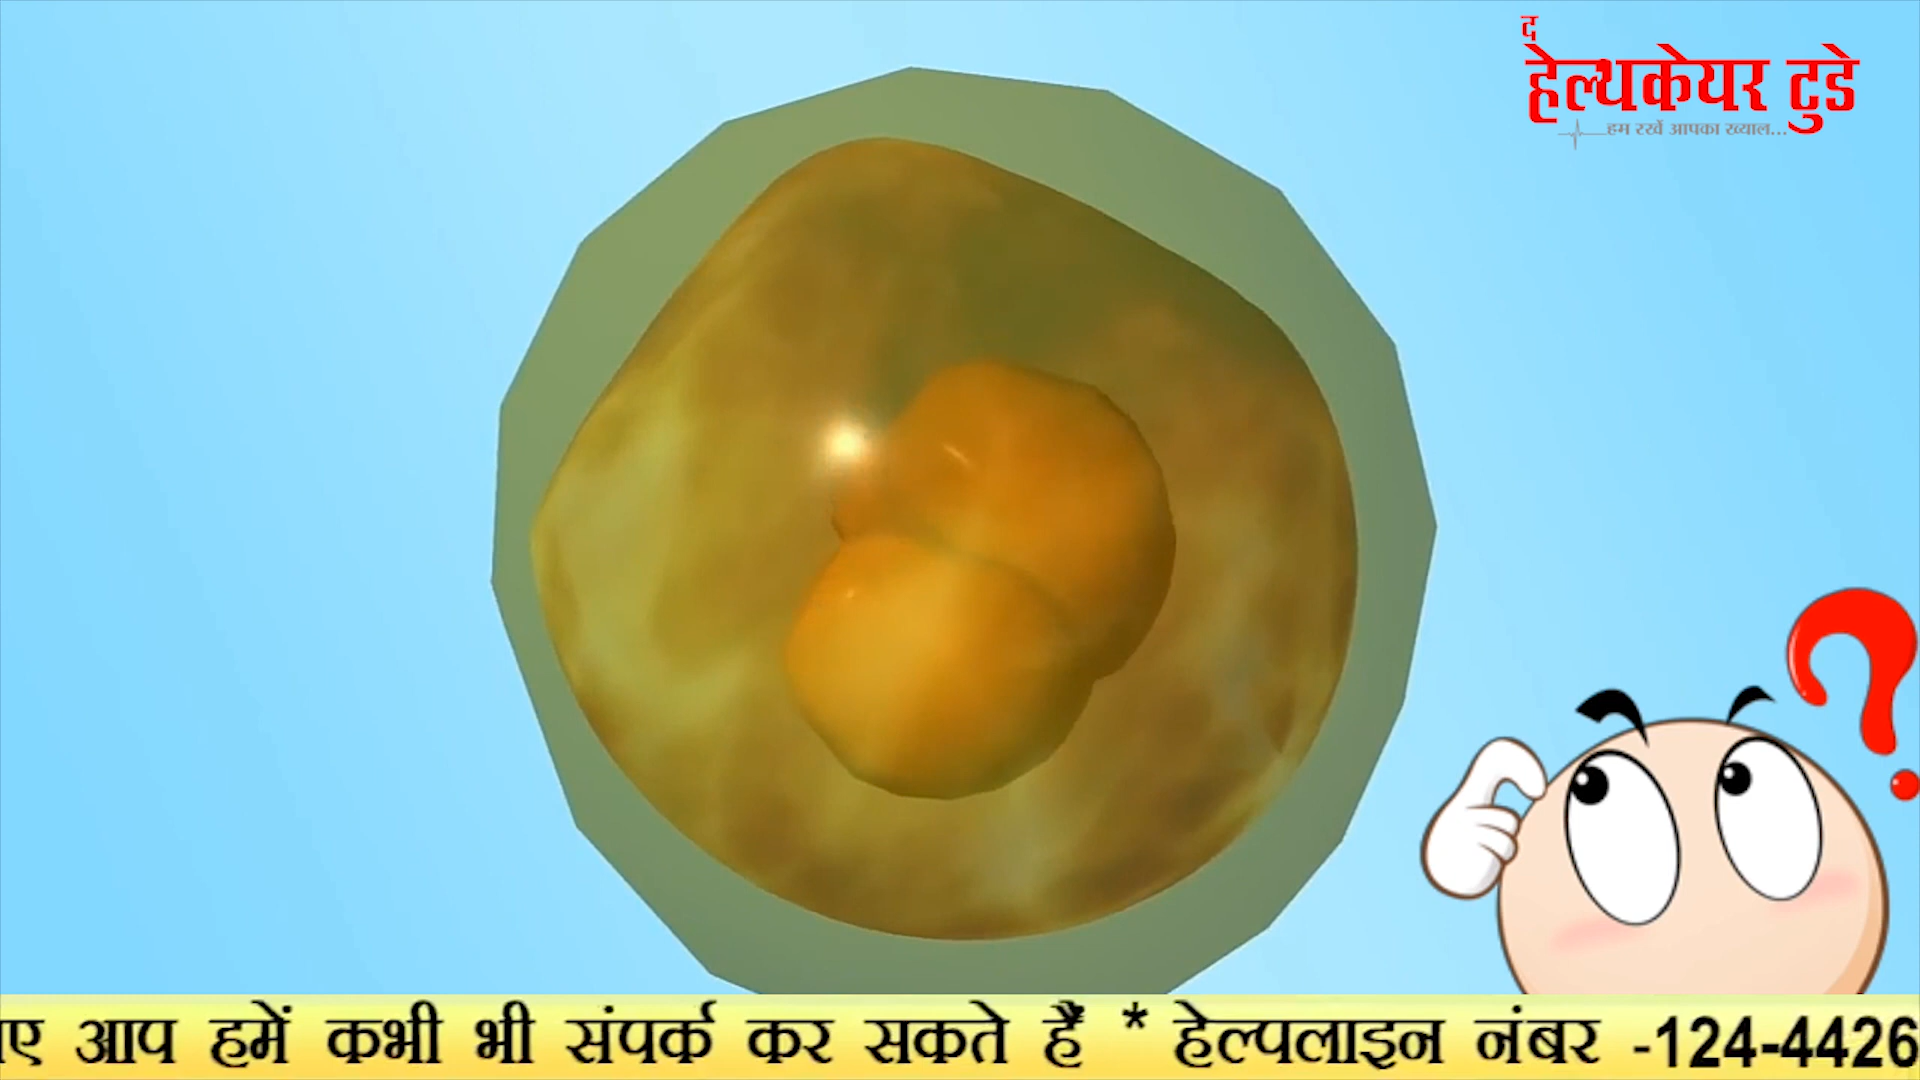 द
हेल्थकेयर टुडे
हम रखें आपका ख्याल...
आप हमें कभी भी संपर्क कर सकते हैं * हेल्पलाइन नंबर -124-4426